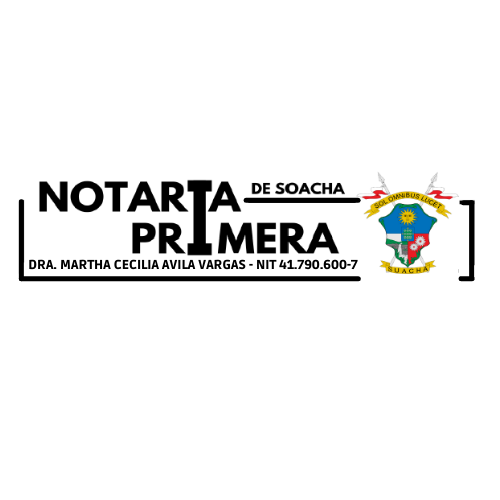 NOTARIA DE SOACHA
PRIMERA
DRA. MARTHA CECILIA AVILA VARGAS - NIT 41.790.600-7
SOL OMNIBUS LUCET
SUACHA